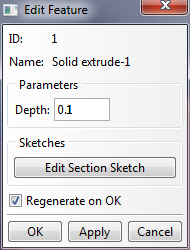 Edit Feature
ID: 1
Name: Solid extrude-1
Parameters
Depth: 0.1
Sketches
Edit Section Sketch
Regenerate on OK
OK Apply Cancel